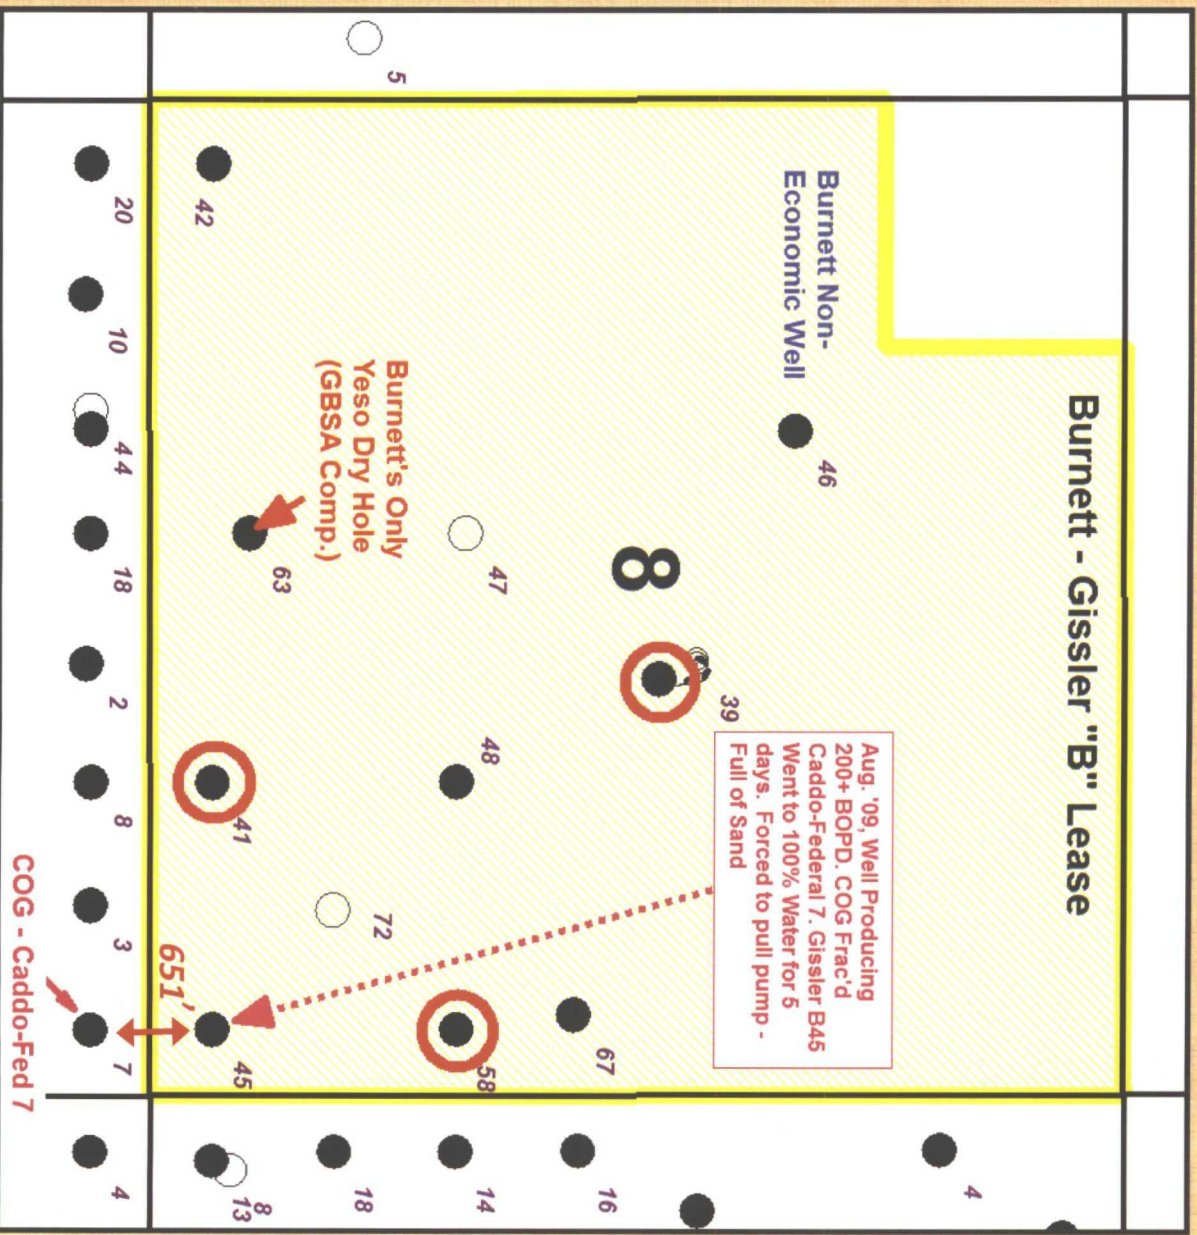 Burnett - Gissler "B" Lease
Burnett Non-
Economic Well
46
8
39
Aug. '09, Well Producing
200+ BOPD. COG Frac'd
Caddo-Federal 7. Gissler B45
Went to 100% Water for 5
days. Forced to pull pump -
Full of Sand
47
48
67
Burnett's Only
Yeso Dry Hole
(GBSA Comp.)
63
72
58
5
42
41
45
651'
20
10
44
18
2
8
3
7
4
COG - Caddo-Fed 7
4
16
14
18
8
13